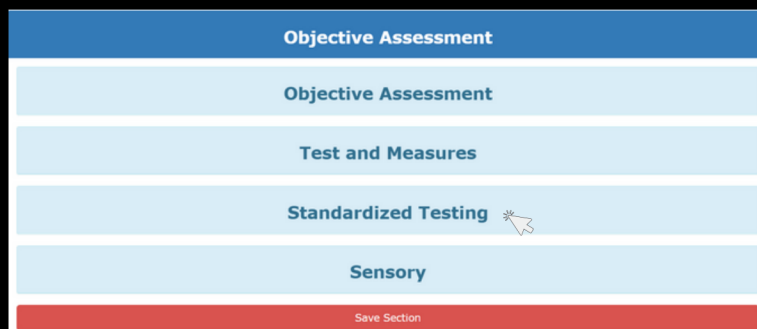 Objective Assessment
Objective Assessment
Test and Measures
Standardized Testing
Sensory
Save Section